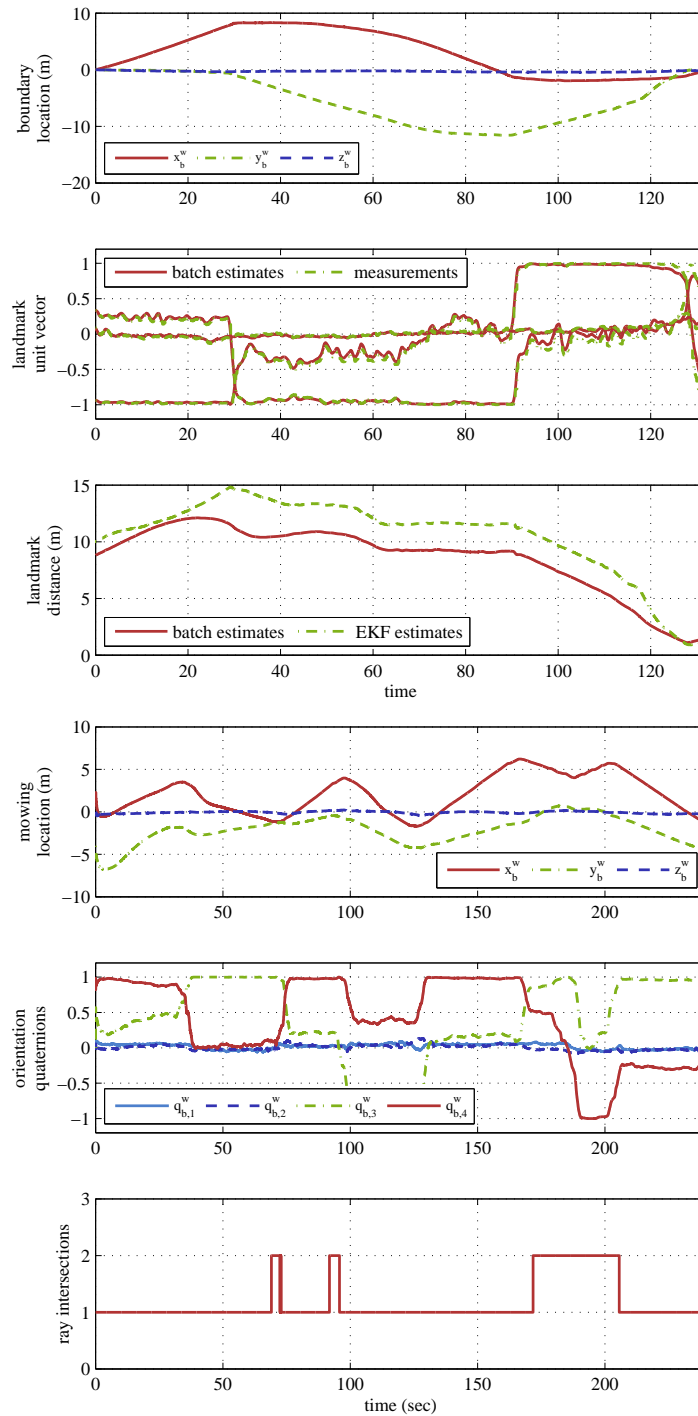 10
0
−10
−20
boundary location (m)
x_b^w y_b^w z_b^w
0 20 40 60 80 100 120
1
0.5
0
−0.5
−1
landmark unit vector
batch estimates measurements
0 20 40 60 80 100 120
15
10
5
0
landmark distance (m)
batch estimates EKF estimates
0 20 40 60 80 100 120
time
10
5
0
−5
−10
mowing location (m)
x_b^w y_b^w z_b^w
0 50 100 150 200
1
0.5
0
−0.5
−1
orientation quaternions
q_{b,1}^w q_{b,2}^w q_{b,3}^w q_{b,4}^w
0 50 100 150 200
3
2
1
0
ray intersections
0 50 100 150 200
time (sec)